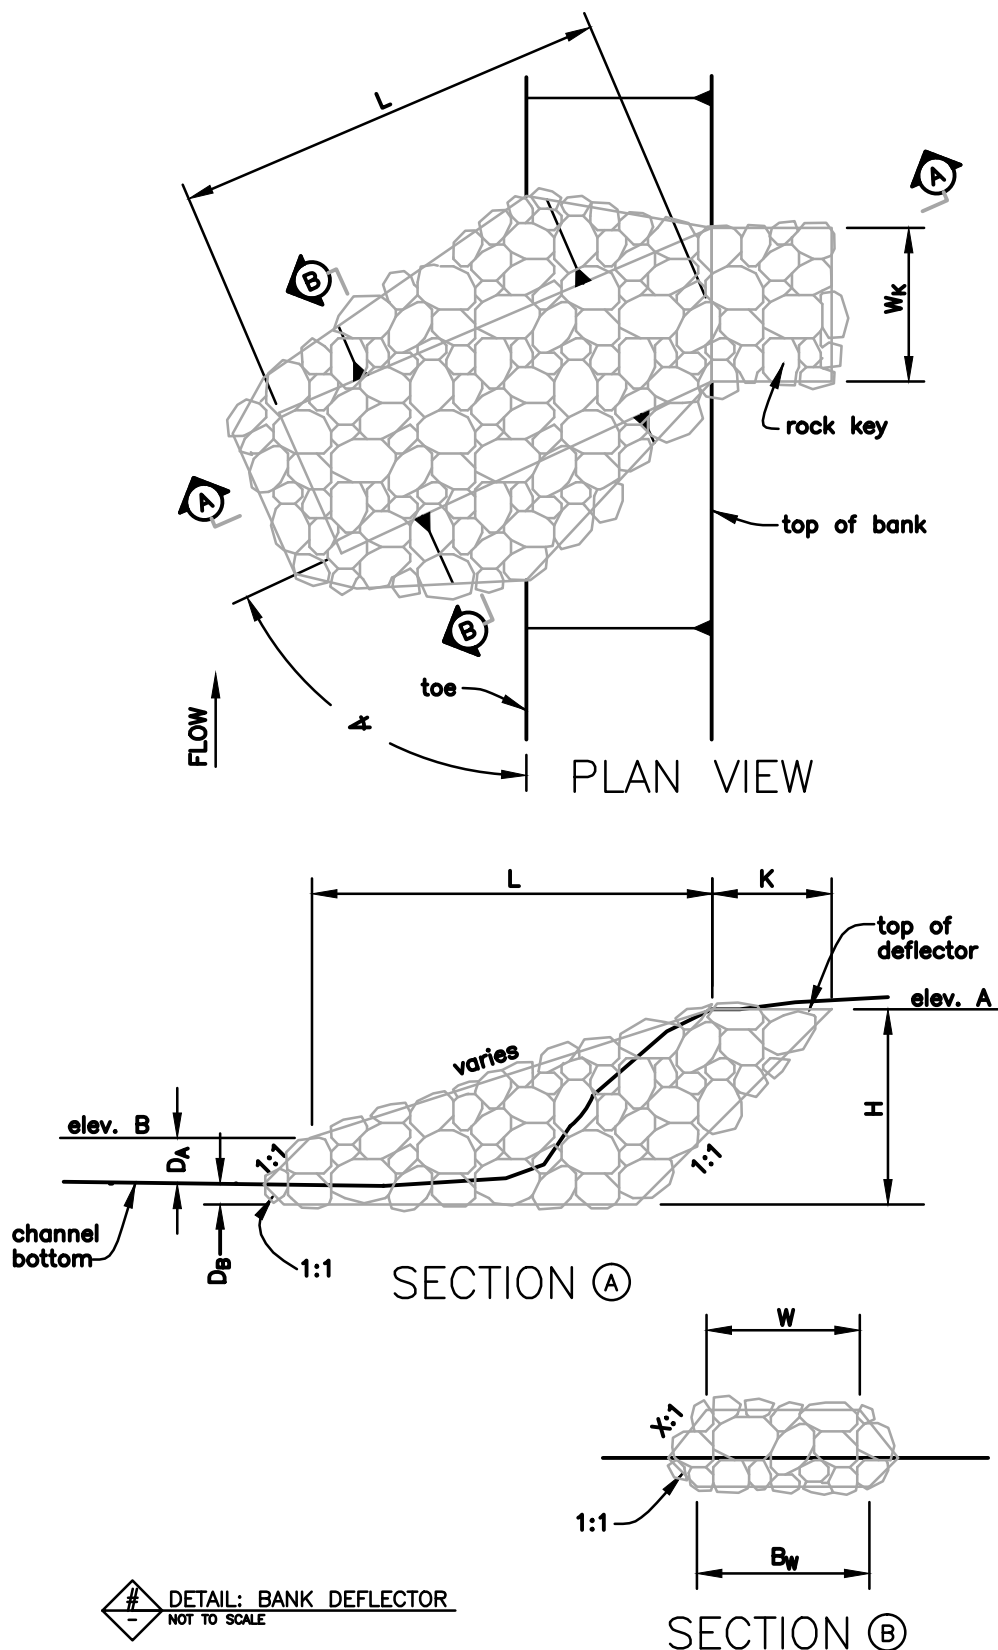 L
A
B
WK
rock key
A
top of bank
B
toe
FLOW
∢
PLAN VIEW
L
K
top of
deflector
elev. A
varies
elev. B
DA
1:1
1:1
H
channel
bottom
DB
1:1
SECTION A
W
X:1
1:1
BW
#
-
DETAIL: BANK DEFLECTOR
NOT TO SCALE
SECTION B